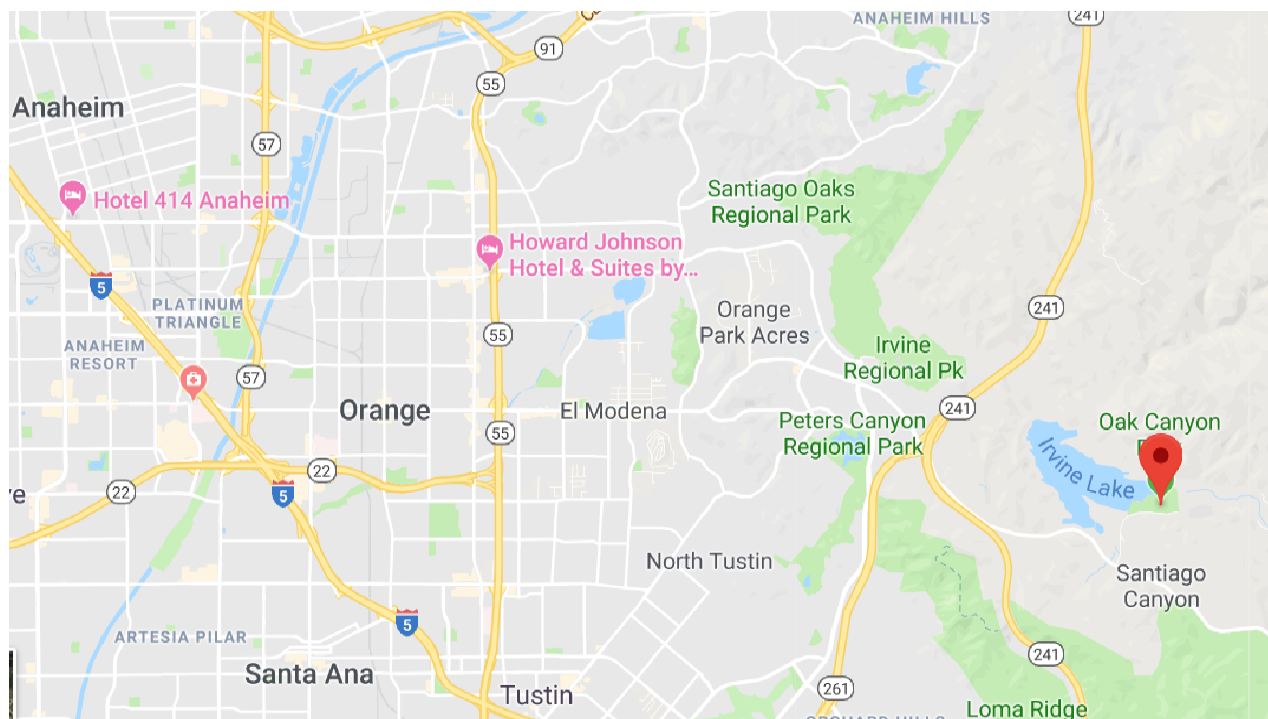 ANAHEIM HILLS
241
91
55
Anaheim
57
Santiago Oaks
Regional Park
Hotel 414 Anaheim
Howard Johnson
Hotel & Suites by...
5
PLATINUM
TRIANGLE
Orange
Park Acres
241
55
ANAHEIM
RESORT
Irvine
Regional Pk
57
Orange
El Modena
241
Peters Canyon
Regional Park
Oak Canyon
55
22
22
5
Irvine Lake
North Tustin
Santiago
Canyon
5
ARTESIA PILAR
241
Santa Ana
Tustin
261
Loma Ridge